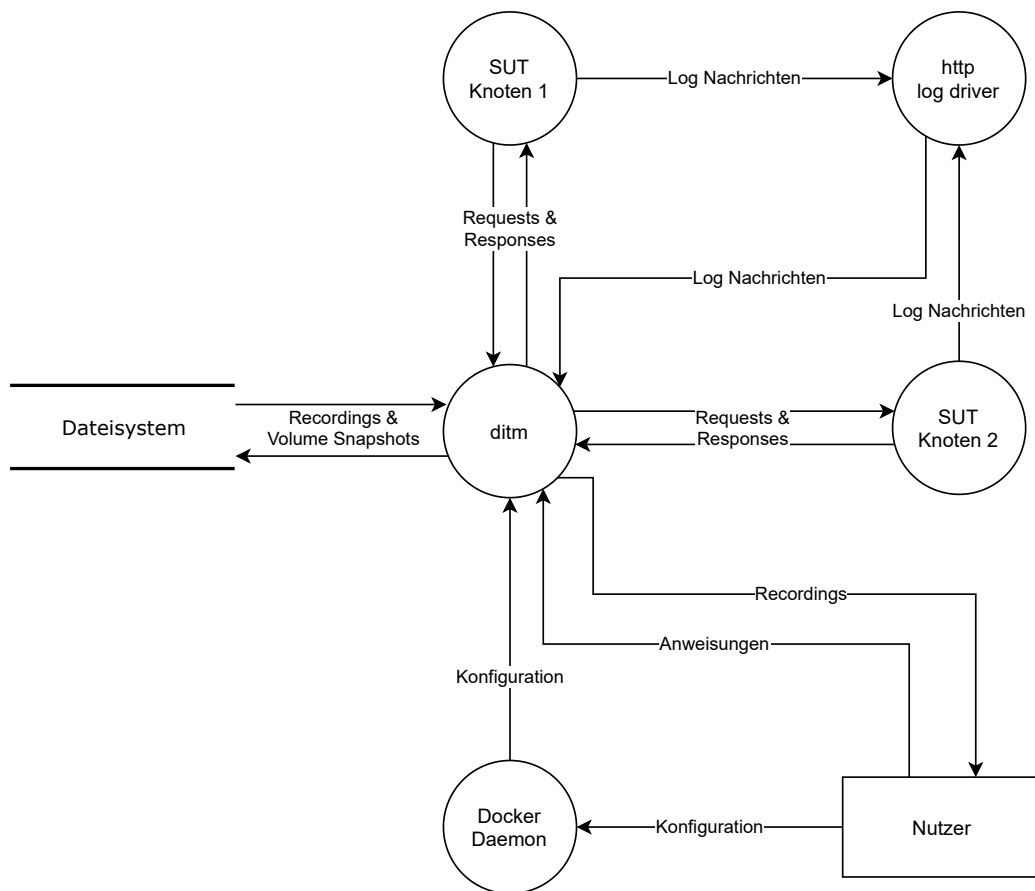 SUT
Knoten 1
Log Nachrichten
http
log driver
Requests &
Responses
Log Nachrichten
Log Nachrichten
Dateisystem
Recordings &
Volume Snapshots
ditm
Requests &
Responses
SUT
Knoten 2
Recordings
Anweisungen
Konfiguration
Docker
Daemon
Konfiguration
Nutzer